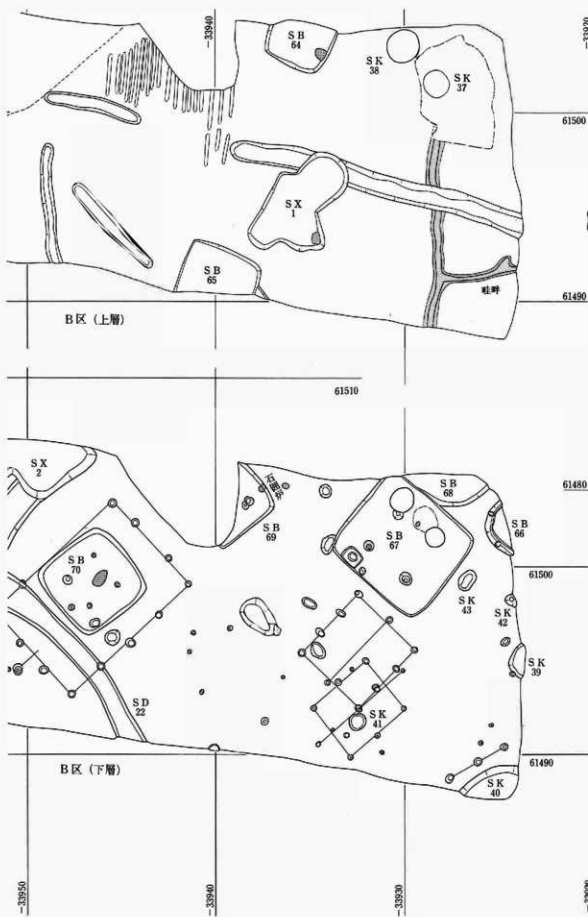 -33940
-33930
SB
64
SK
38
SK
37
61500
SX
1
SB
65
畦畔
61490
B区(上層)
61510
61480
SX
2
SB
68
SB
69
SB
67
SB
66
61500
SB
70
SK
43
SK
42
SK
39
SD
22
SK
41
B区(下層)
61490
SK
40
-33950
-33940
-33930